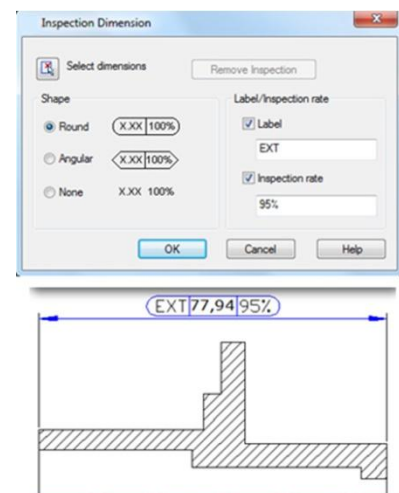 Inspection Dimension
Select dimensions
Remove Inspection
Shape
Label/Inspection rate
Round
X.XX 100%
Label
EXT
Angular
X.XX 100%
Inspection rate
None
X.XX 100%
95%
OK
Cancel
Help
EXT 77,94 95%